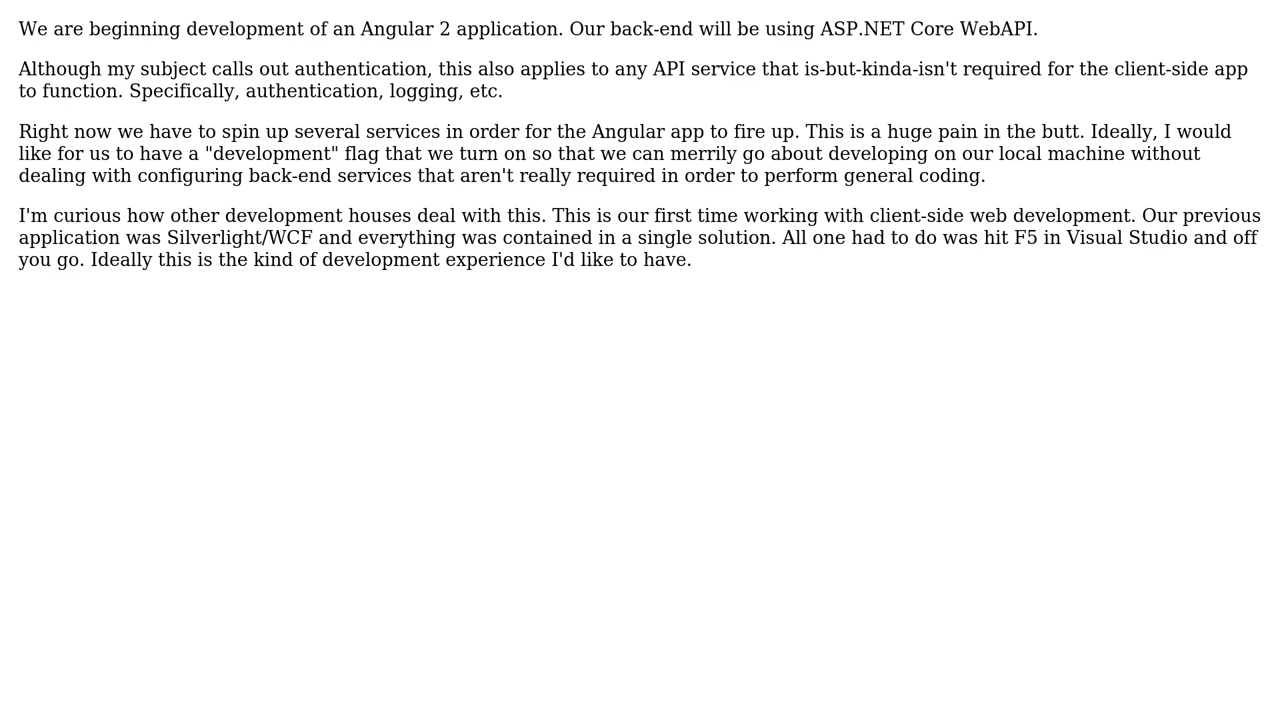 We are beginning development of an Angular 2 application. Our back-end will be using ASP.NET Core WebAPI.
Although my subject calls out authentication, this also applies to any API service that is-but-kinda-isn't required for the client-side app
to function. Specifically, authentication, logging, etc.
Right now we have to spin up several services in order for the Angular app to fire up. This is a huge pain in the butt. Ideally, I would
like for us to have a "development" flag that we turn on so that we can merrily go about developing on our local machine without
dealing with configuring back-end services that aren't really required in order to perform general coding.
I'm curious how other development houses deal with this. This is our first time working with client-side web development. Our previous
application was Silverlight/WCF and everything was contained in a single solution. All one had to do was hit F5 in Visual Studio and off
you go. Ideally this is the kind of development experience I'd like to have.